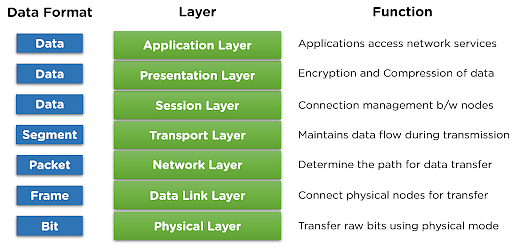 Data Format Layer Function
Data Application Layer Applications access network services
Data Presentation Layer Encryption and Compression of data
Data Session Layer Connection management b/w nodes
Segment Transport Layer Maintains data flow during transmission
Packet Network Layer Determine the path for data transfer
Frame Data Link Layer Connect physical nodes for transfer
Bit Physical Layer Transfer raw bits using physical mode